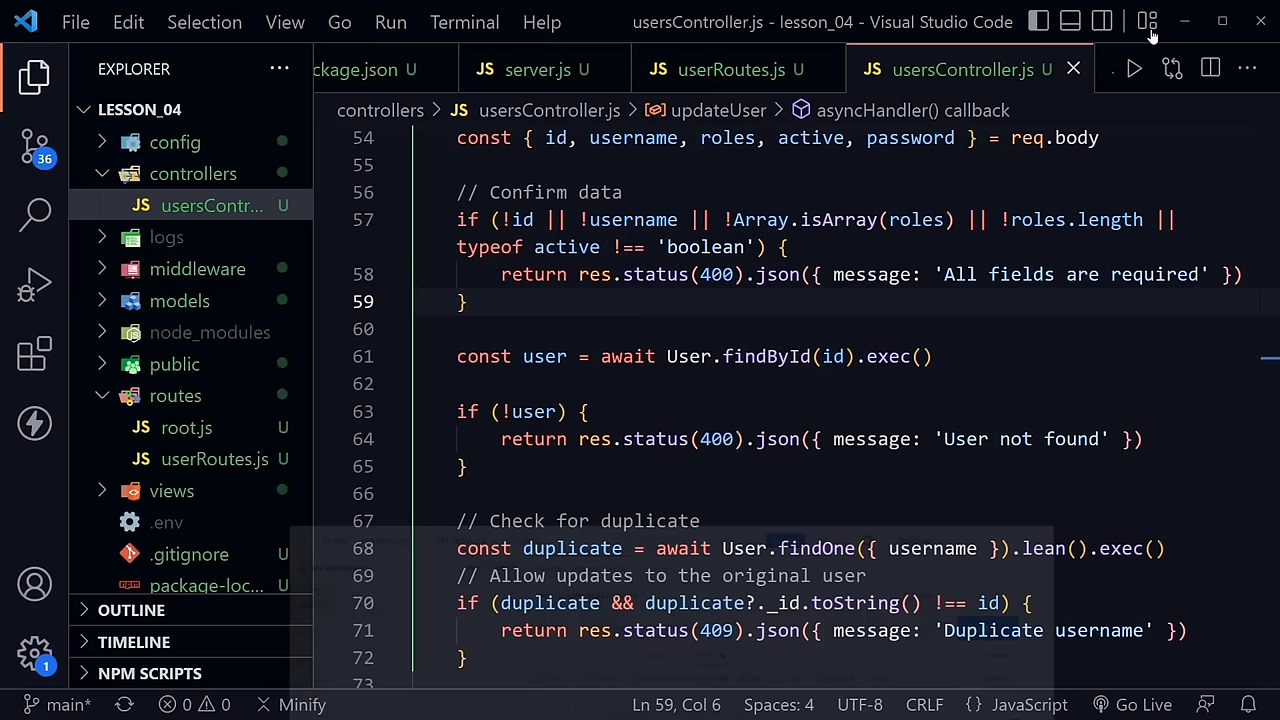 File Edit Selection View Go Run Terminal Help usersController.js - lesson_04 - Visual Studio Code
EXPLORER
ckage.json U JS server.js U JS userRoutes.js U JS usersController.js U
LESSON_04
controllers > JS usersController.js > updateUser > asyncHandler() callback
config
controllers
JS usersContr... U
logs
middleware
models
node_modules
public
routes
JS root.js U
JS userRoutes.js U
views
.env
.gitignore U
package-loc... U
OUTLINE
TIMELINE
NPM SCRIPTS
36
1
54 const { id, username, roles, active, password } = req.body
55
56 // Confirm data
57 if (!id || !username || !Array.isArray(roles) || !roles.length ||
typeof active !== 'boolean') {
58 return res.status(400).json({ message: 'All fields are required' })
59 }
60
61 const user = await User.findById(id).exec()
62
63 if (!user) {
64 return res.status(400).json({ message: 'User not found' })
65 }
66
67 // Check for duplicate
68 const duplicate = await User.findOne({ username }).lean().exec()
69 // Allow updates to the original user
70 if (duplicate && duplicate?._id.toString() !== id) {
71 return res.status(409).json({ message: 'Duplicate username' })
72 }
73
main* 0 0 Minify Ln 59, Col 6 Spaces: 4 UTF-8 CRLF {} JavaScript Go Live